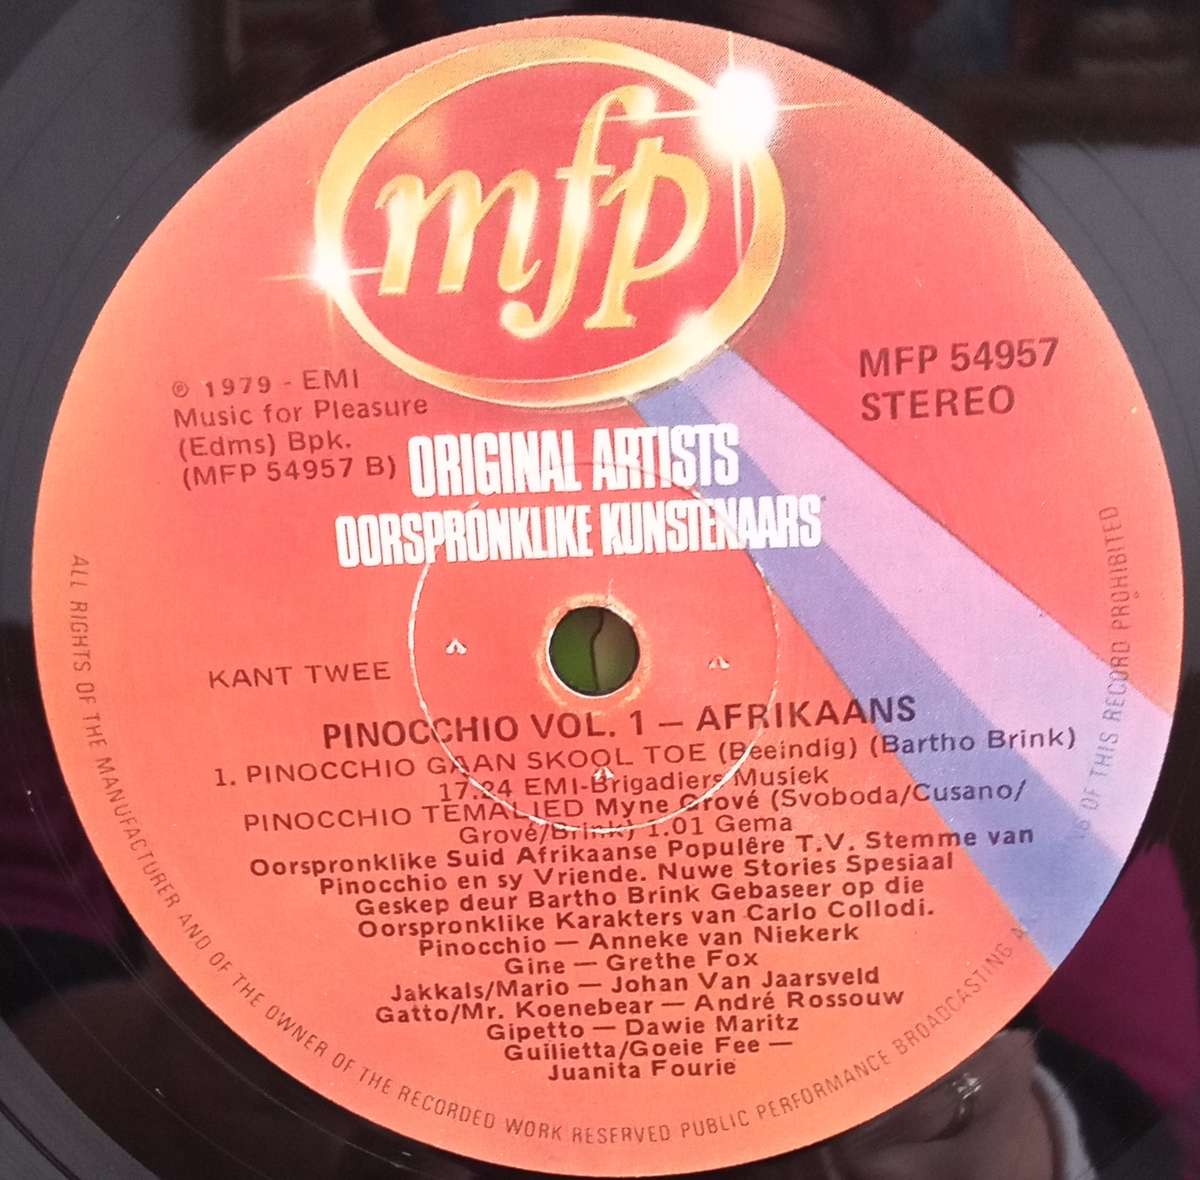 mfp
℗ 1979 - EMI
Music for Pleasure
(Edms) Bpk.
(MFP 54957 B)
MFP 54957
STEREO
ORIGINAL ARTISTS
OORSPRONKLIKE KUNSTENAARS
KANT TWEE
PINOCCHIO VOL. 1 — AFRIKAANS
1. PINOCCHIO GAAN SKOOL TOE (Beeindig) (Bartho Brink)
17.24 EMI-Brigadiers Musiek
PINOCCHIO TEMALIED Myne Grové (Svoboda/Cusano/
Grové/Brink) 1.01 Gema
Oorspronklike Suid Afrikaanse Populêre T.V. Stemme van
Pinocchio en sy Vriende. Nuwe Stories Spesiaal
Geskep deur Bartho Brink Gebaseer op die
Oorspronklike Karakters van Carlo Collodi.
Pinocchio — Anneke van Niekerk
Gine — Grethe Fox
Jakkals/Mario — Johan Van Jaarsveld
Gatto/Mr. Koenebear — André Rossouw
Gipetto — Dawie Maritz
Guilietta/Goeie Fee —
Juanita Fourie
ALL RIGHTS OF THE MANUFACTURER AND OF THE OWNER OF THE RECORDED WORK RESERVED PUBLIC PERFORMANCE BROADCASTING OF THIS RECORD PROHIBITED